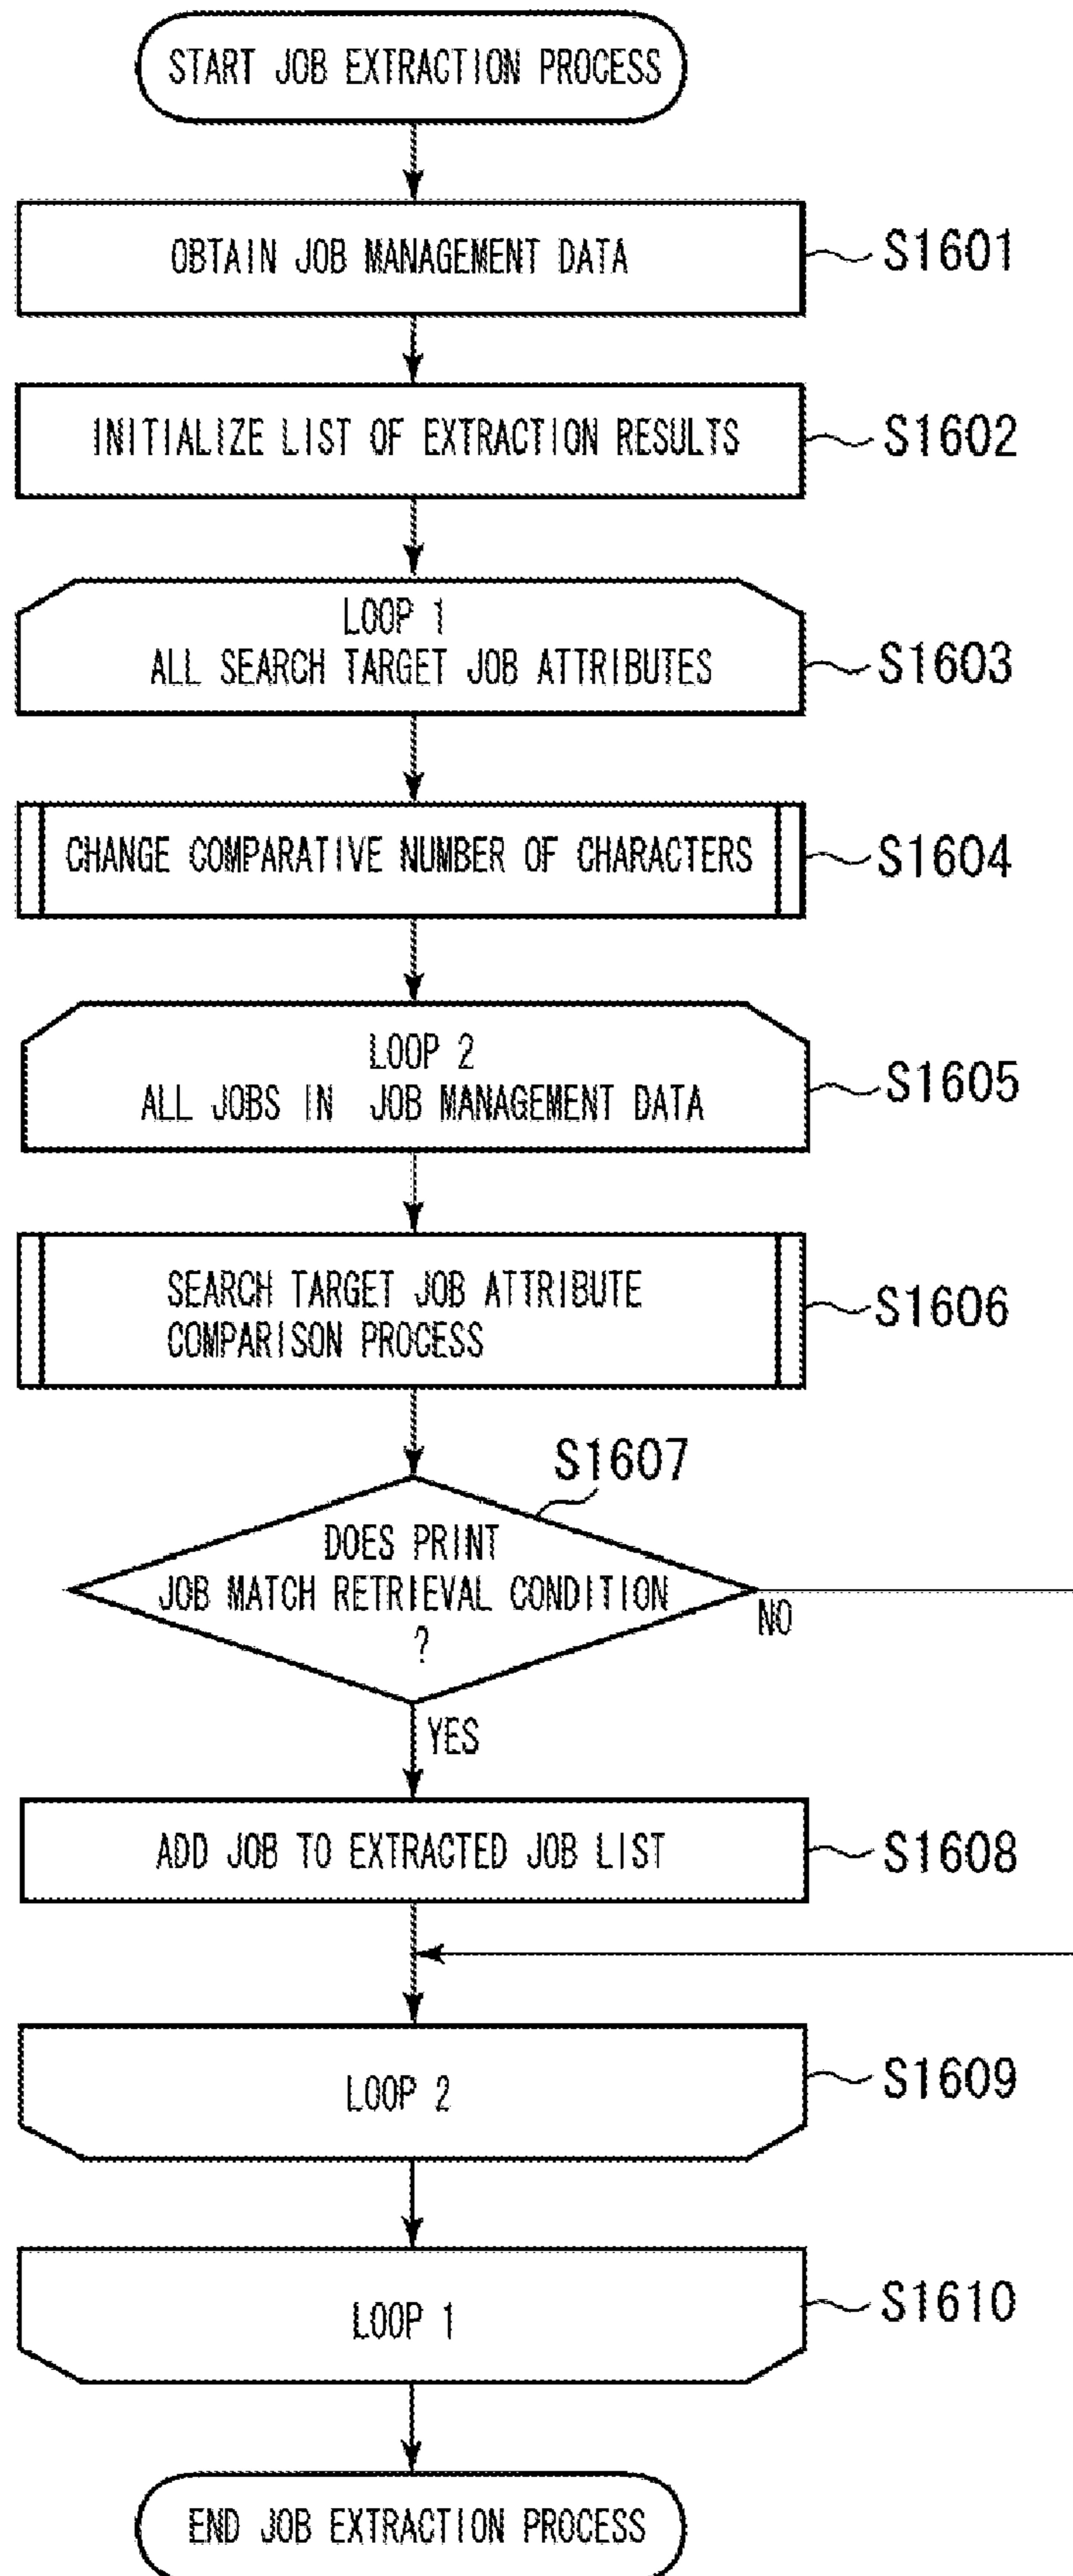 START JOB EXTRACTION PROCESS
OBTAIN JOB MANAGEMENT DATA
S1601
INITIALIZE LIST OF EXTRACTION RESULTS
S1602
LOOP 1
ALL SEARCH TARGET JOB ATTRIBUTES
S1603
CHANGE COMPARATIVE NUMBER OF CHARACTERS
S1604
LOOP 2
ALL JOBS IN JOB MANAGEMENT DATA
S1605
SEARCH TARGET JOB ATTRIBUTE
COMPARISON PROCESS
S1606
S1607
DOES PRINT
JOB MATCH RETRIEVAL CONDITION
?
NO
YES
ADD JOB TO EXTRACTED JOB LIST
S1608
LOOP 2
S1609
LOOP 1
S1610
END JOB EXTRACTION PROCESS